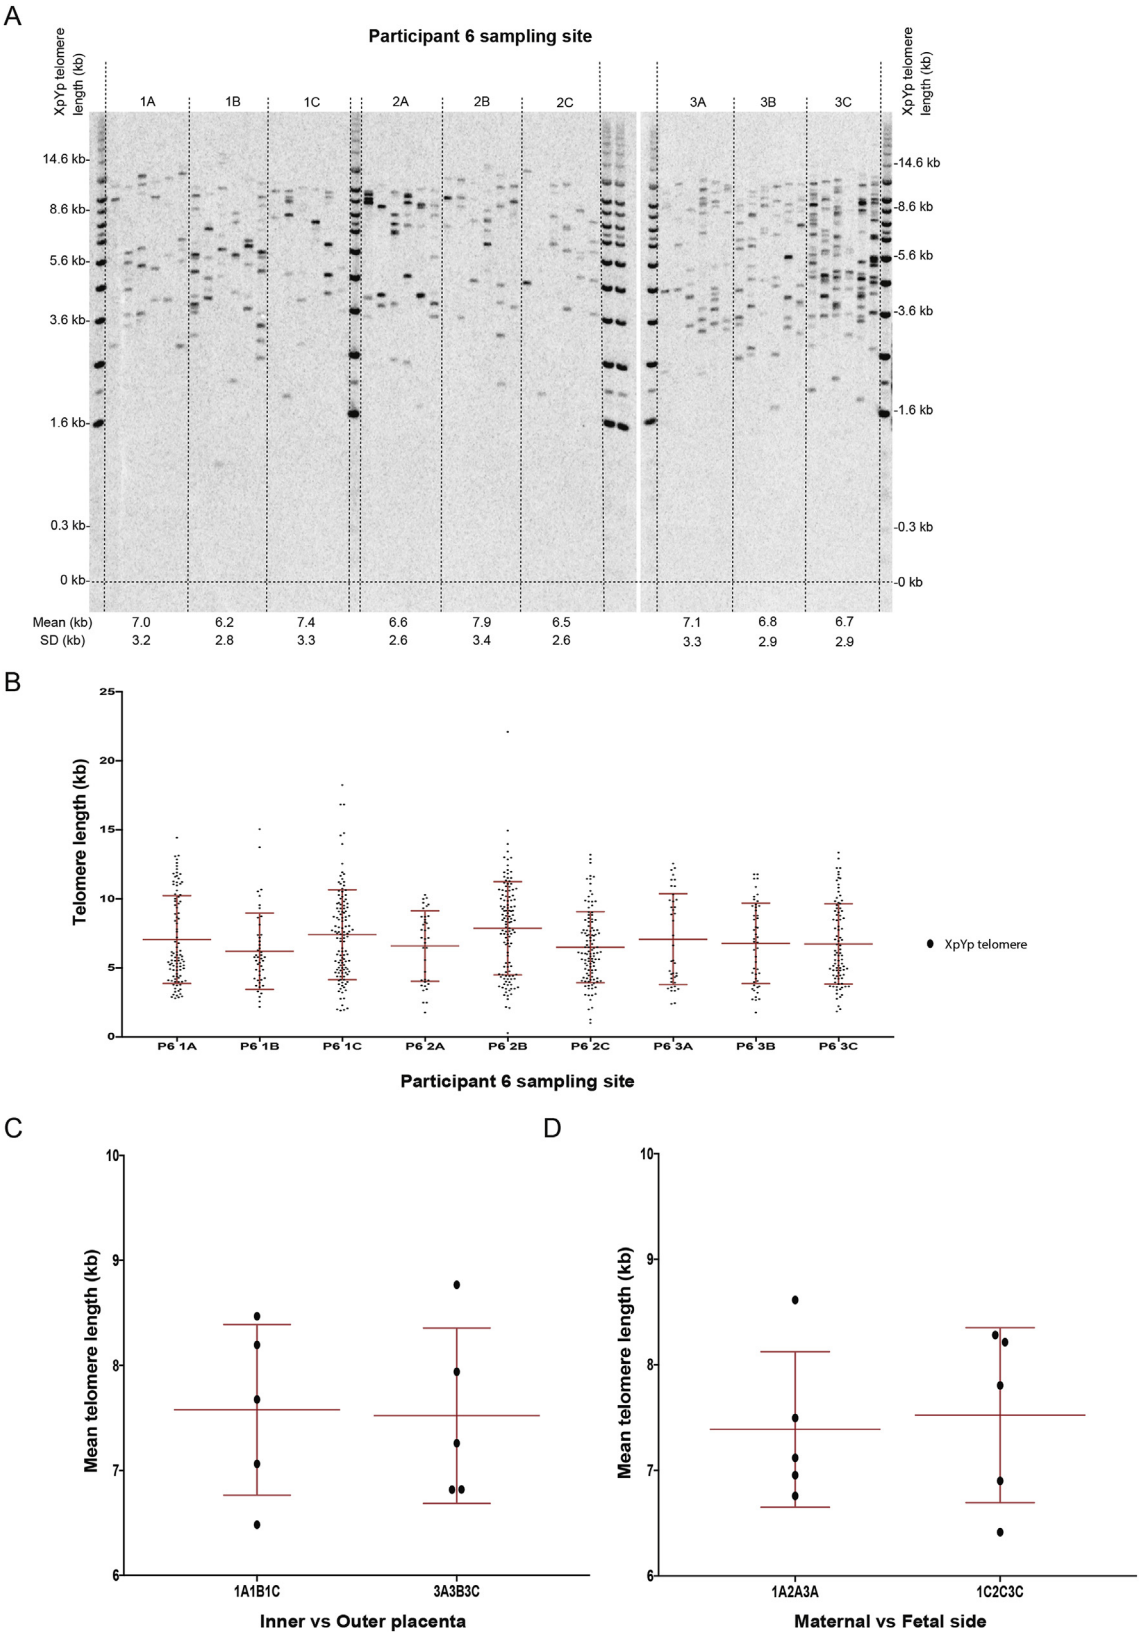 A
Participant 6 sampling site
XpYp telomere
length (kb)
XpYp telomere
length (kb)
1A 1B 1C 2A 2B 2C 3A 3B 3C
14.6 kb-
8.6 kb-
5.6 kb-
3.6 kb-
1.6 kb-
0.3 kb-
0 kb-
-14.6 kb
-8.6 kb
-5.6 kb
-3.6 kb
-1.6 kb
-0.3 kb
-0 kb
Mean (kb) 7.0 6.2 7.4 6.6 7.9 6.5 7.1 6.8 6.7
SD (kb) 3.2 2.8 3.3 2.6 3.4 2.6 3.3 2.9 2.9
B
Telomere length (kb)
25
20
15
10
5
0
P6 1A P6 1B P6 1C P6 2A P6 2B P6 2C P6 3A P6 3B P6 3C
Participant 6 sampling site
XpYp telomere
C
Mean telomere length (kb)
10
9
8
7
6
1A1B1C 3A3B3C
Inner vs Outer placenta
D
Mean telomere length (kb)
10
9
8
7
6
1A2A3A 1C2C3C
Maternal vs Fetal side